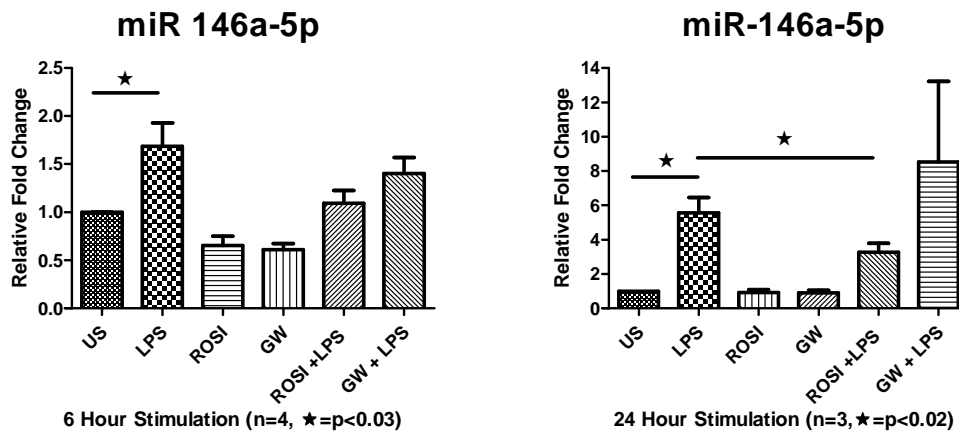 miR 146a-5p
Relative Fold Change
2.5
2.0
1.5
1.0
0.5
0.0
★
US
LPS
ROSI
GW
ROSI +LPS
GW + LPS
6 Hour Stimulation (n=4, ★=p<0.03)
miR-146a-5p
Relative Fold Change
14
12
10
8
6
4
2
0
★
★
US
LPS
ROSI
GW
ROSI +LPS
GW + LPS
24 Hour Stimulation (n=3,★=p<0.02)